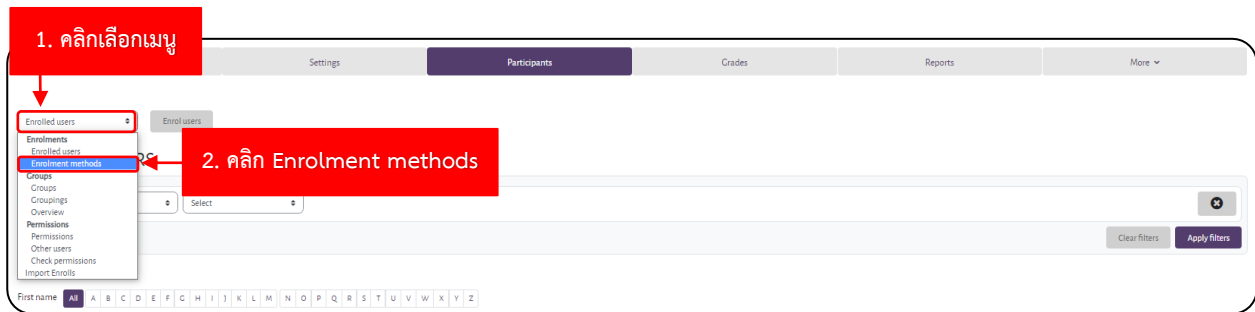 1. คลิกเลือกเมนู
Settings
Participants
Grades
Reports
More
Enrolled users
Enrol users
Enrolments
Enrolled users
Enrolment methods
2. คลิก Enrolment methods
Groups
Groups
Groupings
Overview
Select
Permissions
Permissions
Other users
Check permissions
Import Enrolls
Clear filters
Apply filters
First name All A B C D E F G H I J K L M N O P Q R S T U V W X Y Z